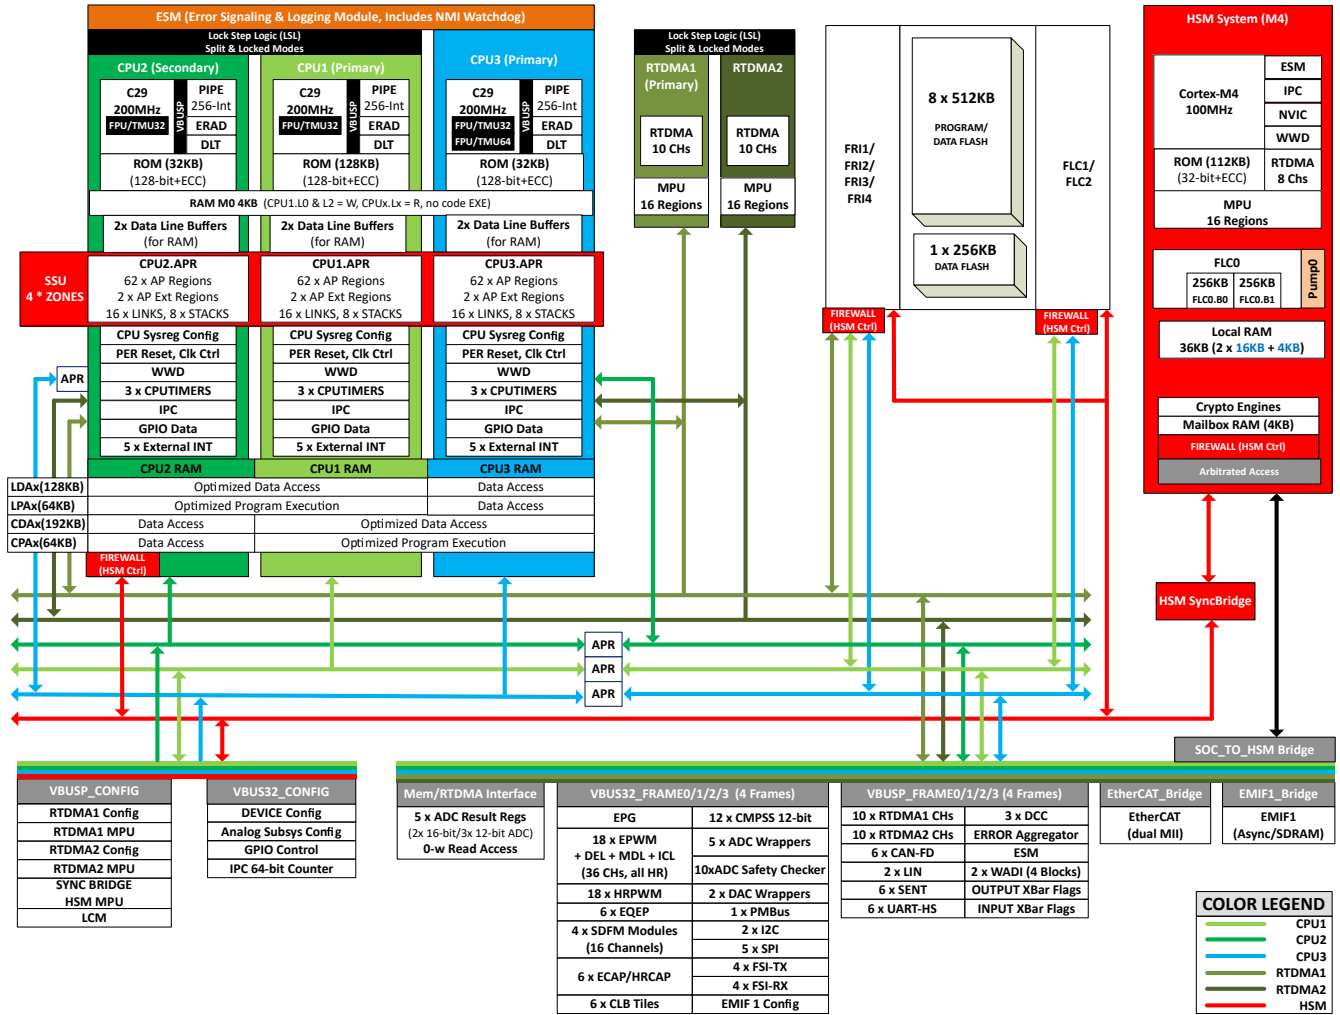 ESM (Error Signaling & Logging Module, Includes NMI Watchdog)
Lock Step Logic (LSL)
Split & Locked Modes
CPU2 (Secondary)
CPU1 (Primary)
CPU3 (Primary)
C29
200MHz
FPU/TMU32
VBUSP
PIPE
256-Int
ERAD
DLT
C29
200MHz
FPU/TMU32
VBUSP
PIPE
256-Int
ERAD
DLT
C29
200MHz
FPU/TMU32
FPU/TMU64
VBUSP
PIPE
256-Int
ERAD
DLT
ROM (32KB)
(128-bit+ECC)
ROM (128KB)
(128-bit+ECC)
ROM (32KB)
(128-bit+ECC)
RAM M0 4KB (CPU1.L0 & L2 = W, CPUx.Lx = R, no code EXE)
2x Data Line Buffers
(for RAM)
2x Data Line Buffers
(for RAM)
2x Data Line Buffers
(for RAM)
SSU
4 * ZONES
CPU2.APR
62 x AP Regions
2 x AP Ext Regions
16 x LINKS, 8 x STACKS
CPU1.APR
62 x AP Regions
2 x AP Ext Regions
16 x LINKS, 8 x STACKS
CPU3.APR
62 x AP Regions
2 x AP Ext Regions
16 x LINKS, 8 x STACKS
CPU Sysreg Config
PER Reset, Clk Ctrl
WWD
3 x CPUTIMERS
IPC
GPIO Data
5 x External INT
CPU Sysreg Config
PER Reset, Clk Ctrl
WWD
3 x CPUTIMERS
IPC
GPIO Data
5 x External INT
CPU Sysreg Config
PER Reset, Clk Ctrl
WWD
3 x CPUTIMERS
IPC
GPIO Data
5 x External INT
APR
CPU2 RAM
CPU1 RAM
CPU3 RAM
LDAx(128KB)
Optimized Data Access
Data Access
LPAx(64KB)
Optimized Program Execution
Data Access
CDAx(192KB)
Data Access
Optimized Data Access
CPAx(64KB)
Data Access
Optimized Program Execution
FIREWALL
(HSM Ctrl)
Lock Step Logic (LSL)
Split & Locked Modes
RTDMA1
(Primary)
RTDMA2
RTDMA
10 CHs
RTDMA
10 CHs
MPU
16 Regions
MPU
16 Regions
FRI1/
FRI2/
FRI3/
FRI4
8 x 512KB
PROGRAM/
DATA FLASH
1 x 256KB
DATA FLASH
FLC1/
FLC2
FIREWALL
(HSM Ctrl)
FIREWALL
(HSM Ctrl)
HSM System (M4)
Cortex-M4
100MHz
ESM
IPC
NVIC
WWD
ROM (112KB)
(32-bit+ECC)
RTDMA
8 Chs
MPU
16 Regions
FLC0
256KB
FLC0.B0
256KB
FLC0.B1
Pump0
Local RAM
36KB (2 x 16KB + 4KB)
Crypto Engines
Mailbox RAM (4KB)
FIREWALL (HSM Ctrl)
Arbitrated Access
HSM SyncBridge
APR
APR
APR
SOC_TO_HSM Bridge
VBUSP_CONFIG
RTDMA1 Config
RTDMA1 MPU
RTDMA2 Config
RTDMA2 MPU
SYNC BRIDGE
HSM MPU
LCM
VBUS32_CONFIG
DEVICE Config
Analog Subsys Config
GPIO Control
IPC 64-bit Counter
Mem/RTDMA Interface
5 x ADC Result Regs
(2x 16-bit/3x 12-bit ADC)
0-w Read Access
VBUS32_FRAME0/1/2/3 (4 Frames)
EPG
18 x EPWM
+ DEL + MDL + ICL
(36 CHs, all HR)
18 x HRPWM
6 x EQEP
4 x SDFM Modules
(16 Channels)
6 x ECAP/HRCAP
6 x CLB Tiles
12 x CMPSS 12-bit
5 x ADC Wrappers
10xADC Safety Checker
2 x DAC Wrappers
1 x PMBus
2 x I2C
5 x SPI
4 x FSI-TX
4 x FSI-RX
EMIF 1 Config
VBUSP_FRAME0/1/2/3 (4 Frames)
10 x RTDMA1 CHs
10 x RTDMA2 CHs
6 x CAN-FD
2 x LIN
6 x SENT
6 x UART-HS
3 x DCC
ERROR Aggregator
ESM
2 x WADI (4 Blocks)
OUTPUT XBar Flags
INPUT XBar Flags
EtherCAT_Bridge
EtherCAT
(dual MII)
EMIF1_Bridge
EMIF1
(Async/SDRAM)
COLOR LEGEND
CPU1
CPU2
CPU3
RTDMA1
RTDMA2
HSM